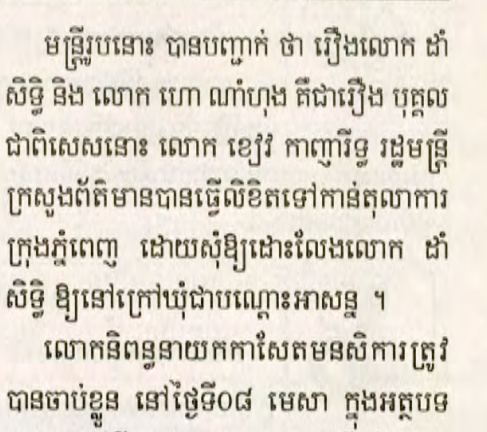 មន្ត្រីរូបនោះ បានបញ្ជាក់ ថា រឿងលោក ដាំ
សិទ្ធិ និង លោក ហោ ណាំហុង គឺជារឿង បុគ្គល
ជាពិសេសនោះ លោក ខៀវ កាញារីទ្ធ រដ្ឋមន្ត្រី
ក្រសួងព័ត៌មានបានធ្វើលិខិតទៅកាន់តុលាការ
ក្រុងភ្នំពេញ ដោយសុំឱ្យដោះលែងលោក ដាំ
សិទ្ធិ ឱ្យនៅក្រៅឃុំជាបណ្តោះអាសន្ន ។
លោកនិពន្ធនាយកកាសែតមនសិការត្រូវ
បានចាប់ខ្លួន នៅថ្ងៃទី០៨ មេសា ក្នុងអត្ថបទ